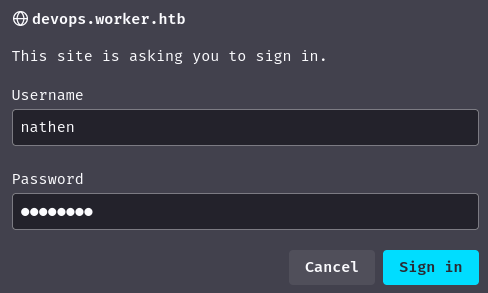 devops.worker.htb
This site is asking you to sign in.
Username
nathen
Password
●●●●●●●●
Cancel Sign in